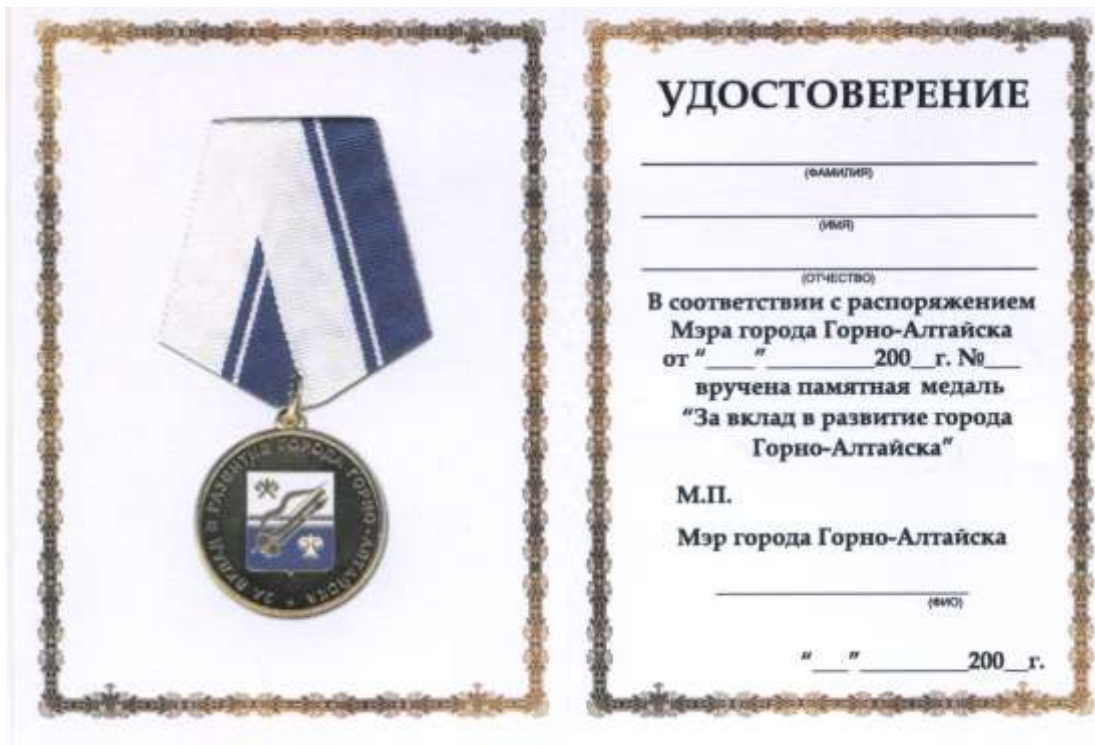 ЗА ВКЛАД В РАЗВИТИЕ ГОРОДА ГОРНО-АЛТАЙСКА
УДОСТОВЕРЕНИЕ
(ФАМИЛИЯ)
(ИМЯ)
(ОТЧЕСТВО)
В соответствии с распоряжением
Мэра города Горно-Алтайска
от "____"_________200__г. №___
вручена памятная медаль
"За вклад в развитие города
Горно-Алтайска"
М.П.
Мэр города Горно-Алтайска
(ФИО)
"___"_________200__г.